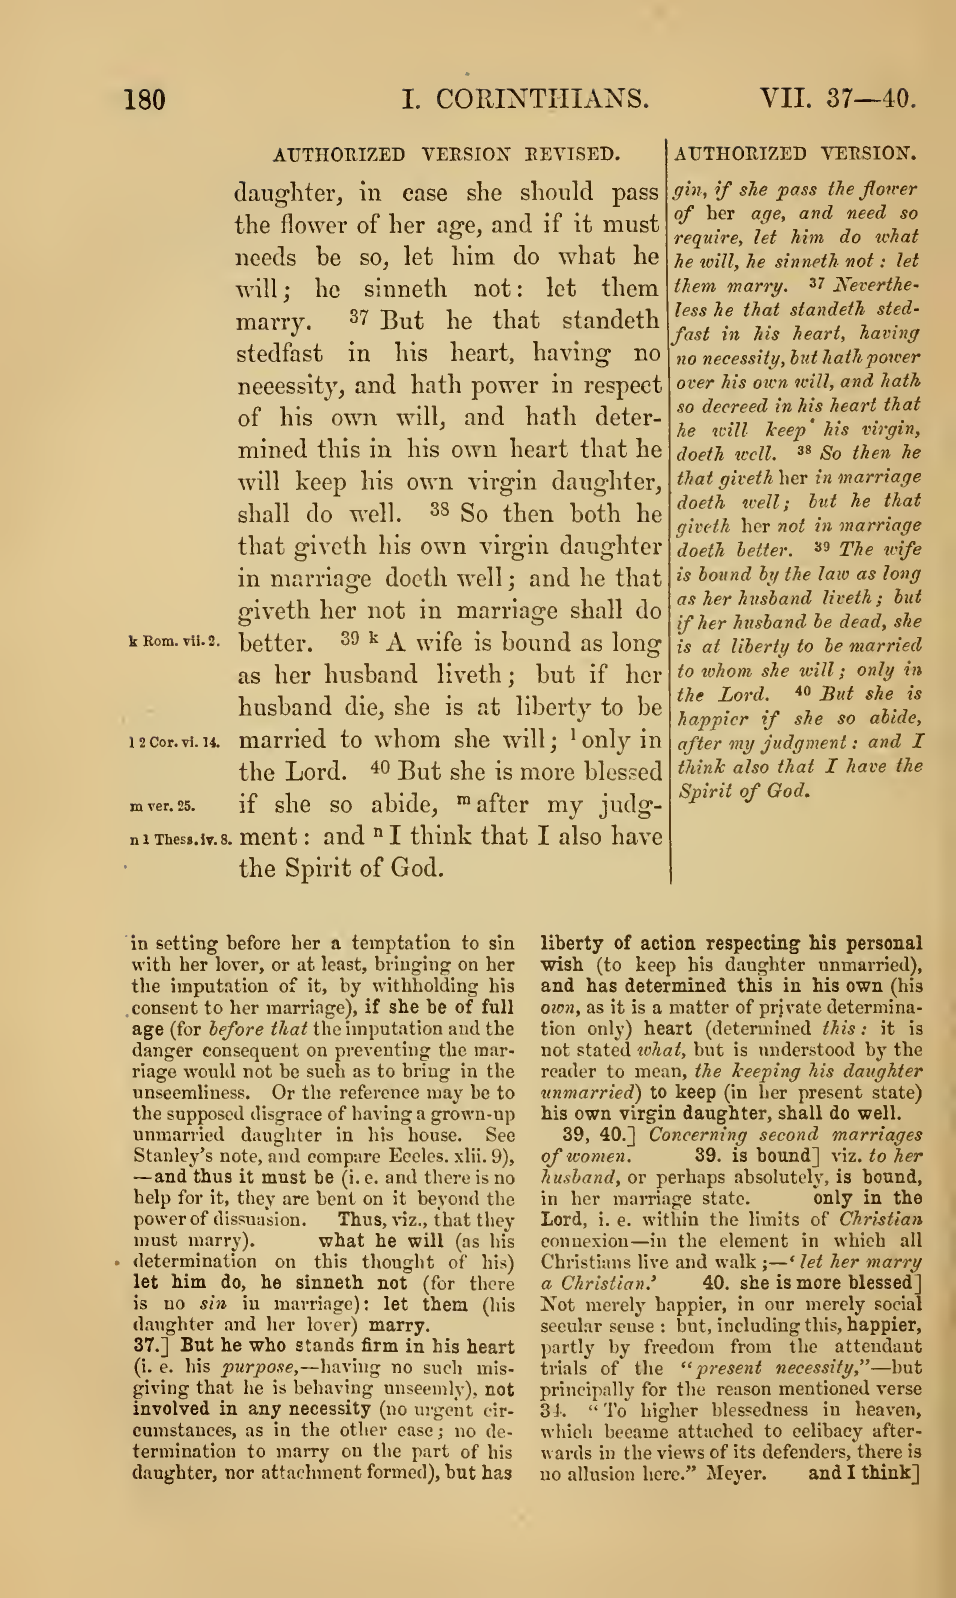 180 I. CORINTHIANS. VII. 37—40.
AUTHORIZED VERSION REVISED.
daughter, in case she should pass
the flower of her age, and if it must
needs be so, let him do what he
will; he sinneth not: let them
marry. 37 But he that standeth
stedfast in his heart, having no
necessity, and hath power in respect
of his own will, and hath deter-
mined this in his own heart that he
will keep his own virgin daughter,
shall do well. 38 So then both he
that giveth his own virgin daughter
in marriage doeth well; and he that
giveth her not in marriage shall do
k Rom. vii. 2. better. 39 k A wife is bound as long
as her husband liveth; but if her
husband die, she is at liberty to be
l 2 Cor. vi. 14. married to whom she will; l only in
the Lord. 40 But she is more blessed
m ver. 25. if she so abide, m after my judg-
n 1 Thess. iv. 8. ment: and n I think that I also have
the Spirit of God.
AUTHORIZED VERSION.
gin, if she pass the flower
of her age, and need so
require, let him do what
he will, he sinneth not: let
them marry. 37 Neverthe-
less he that standeth sted-
fast in his heart, having
no necessity, but hath power
over his own will, and hath
so decreed in his heart that
he will keep his virgin,
doeth well. 38 So then he
that giveth her in marriage
doeth well; but he that
giveth her not in marriage
doeth better. 39 The wife
is bound by the law as long
as her husband liveth; but
if her husband be dead, she
is at liberty to be married
to whom she will; only in
the Lord. 40 But she is
happier if she so abide,
after my judgment: and I
think also that I have the
Spirit of God.
in setting before her a temptation to sin
with her lover, or at least, bringing on her
the imputation of it, by withholding his
consent to her marriage), if she be of full
age (for before that the imputation and the
danger consequent on preventing the mar-
riage would not be such as to bring in the
unseemliness. Or the reference may be to
the supposed disgrace of having a grown-up
unmarried daughter in his house. See
Stanley's note, and compare Eccles. xlii. 9),
—and thus it must be (i. e. and there is no
help for it, they are bent on it beyond the
power of dissuasion. Thus, viz., that they
must marry). what he will (as his
determination on this thought of his)
let him do, he sinneth not (for there
is no sin in marriage): let them (his
daughter and her lover) marry.
37.] But he who stands firm in his heart
(i. e. his purpose,—having no such mis-
giving that he is behaving unseemly), not
involved in any necessity (no urgent cir-
cumstances, as in the other case; no de-
termination to marry on the part of his
daughter, nor attachment formed), but has
liberty of action respecting his personal
wish (to keep his daughter unmarried),
and has determined this in his own (his
own, as it is a matter of private determina-
tion only) heart (determined this: it is
not stated what, but is understood by the
reader to mean, the keeping his daughter
unmarried) to keep (in her present state)
his own virgin daughter, shall do well.
39, 40.] Concerning second marriages
of women. 39. is bound] viz. to her
husband, or perhaps absolutely, is bound,
in her marriage state. only in the
Lord, i. e. within the limits of Christian
connexion—in the element in which all
Christians live and walk;—'let her marry
a Christian.' 40. she is more blessed]
Not merely happier, in our merely social
secular sense: but, including this, happier,
partly by freedom from the attendant
trials of the "present necessity,"—but
principally for the reason mentioned verse
34. "To higher blessedness in heaven,
which became attached to celibacy after-
wards in the views of its defenders, there is
no allusion here." Meyer. and I think]